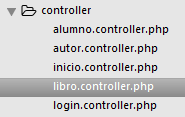 controller
alumno.controller.php
autor.controller.php
inicio.controller.php
libro.controller.php
login.controller.php